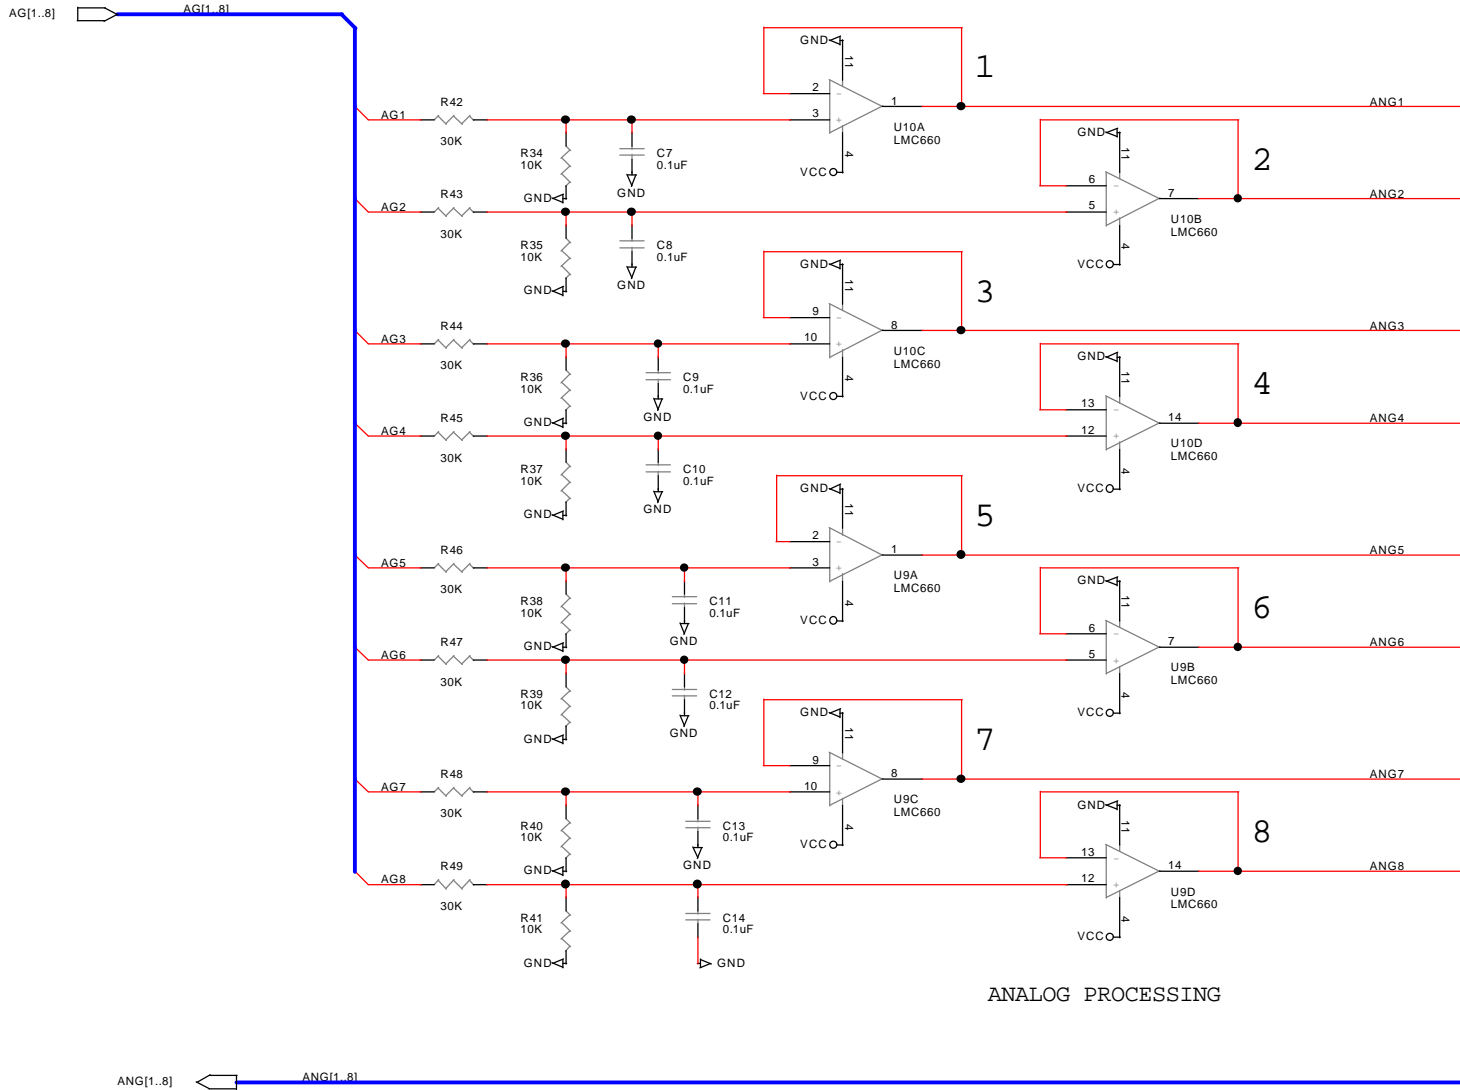 AG[1..8]
AG[1..8]
GND
11
1
2
1
ANG1
AG1
R42
3
U10A
LMC660
30K
GND
11
2
R34
10K
C7
0.1uF
4
VCC
6
7
ANG2
GND
GND
R43
AG2
5
U10B
LMC660
30K
R35
10K
C8
0.1uF
4
VCC
GND
11
GND
GND
3
9
8
ANG3
AG3
R44
10
U10C
LMC660
30K
GND
11
4
R36
10K
C9
0.1uF
4
VCC
13
14
ANG4
GND
GND
R45
AG4
12
U10D
LMC660
30K
R37
10K
C10
0.1uF
4
VCC
GND
11
GND
GND
5
2
1
ANG5
AG5
R46
3
U9A
LMC660
30K
GND
11
6
R38
10K
C11
0.1uF
4
VCC
6
7
ANG6
GND
GND
R47
AG6
5
U9B
LMC660
30K
R39
10K
C12
0.1uF
4
VCC
GND
11
GND
GND
7
9
8
ANG7
AG7
R48
10
U9C
LMC660
30K
GND
11
8
R40
10K
C13
0.1uF
4
VCC
13
14
ANG8
GND
GND
R49
AG8
12
U9D
LMC660
30K
R41
10K
C14
0.1uF
4
VCC
GND
GND
ANALOG PROCESSING
ANG[1..8]
ANG[1..8]